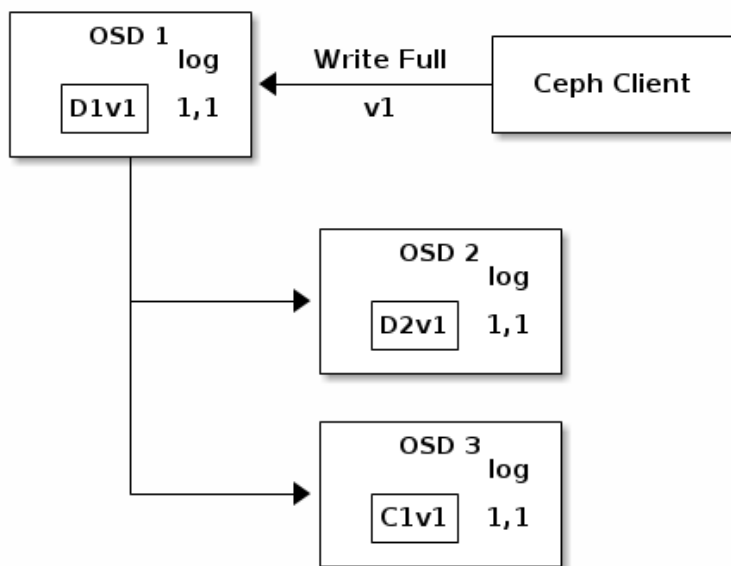 OSD 1
log
D1v1 1,1
Write Full
v1
Ceph Client
OSD 2
log
D2v1 1,1
OSD 3
log
C1v1 1,1